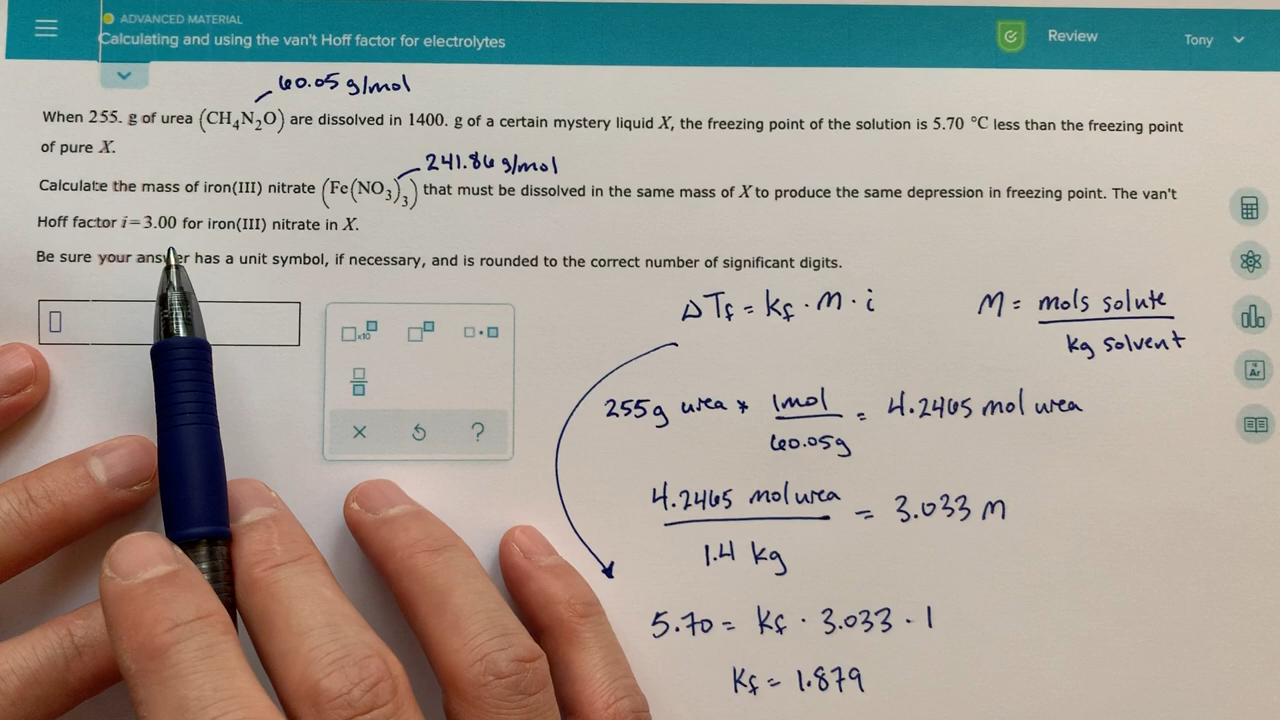 ADVANCED MATERIAL
Calculating and using the van't Hoff factor for electrolytes
Review
Tony
60.05 g/mol
When 255. g of urea (CH₄N₂O) are dissolved in 1400. g of a certain mystery liquid X, the freezing point of the solution is 5.70 °C less than the freezing point
of pure X.
241.86 g/mol
Calculate the mass of iron(III) nitrate (Fe(NO₃)₃) that must be dissolved in the same mass of X to produce the same depression in freezing point. The van't
Hoff factor i=3.00 for iron(III) nitrate in X.
Be sure your answer has a unit symbol, if necessary, and is rounded to the correct number of significant digits.
□x10□
□·□
×
?
Ar
ΔTf = kf · m · i
m = mols solute / kg solvent
255g urea * 1mol / 60.05g = 4.2465 mol urea
4.2465 mol urea / 1.4 kg = 3.033 m
5.70 = kf · 3.033 · 1
kf = 1.879